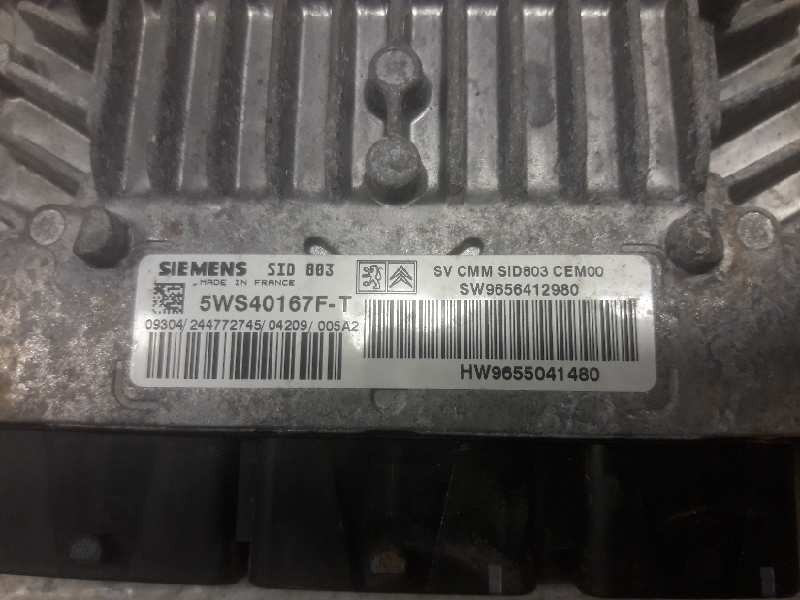 SIEMENS SID 803
MADE IN FRANCE
5WS40167F-T
09304/244772745/04209/005A2
SV CMM SID803 CEM00
SW9656412980
HW9655041480